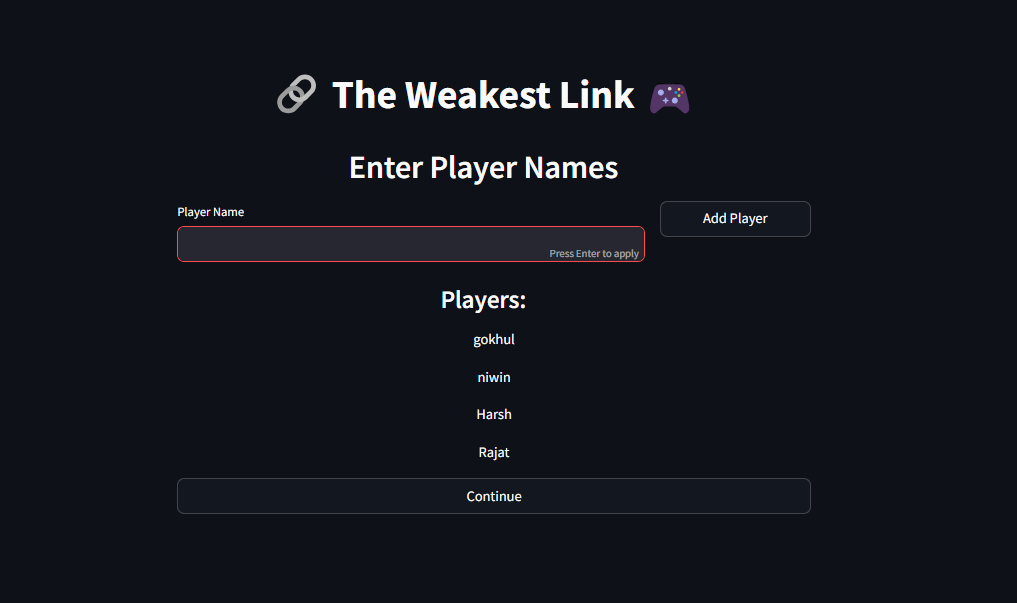 The Weakest Link
Enter Player Names
Player Name
Add Player
Press Enter to apply
Players:
gokhul
niwin
Harsh
Rajat
Continue